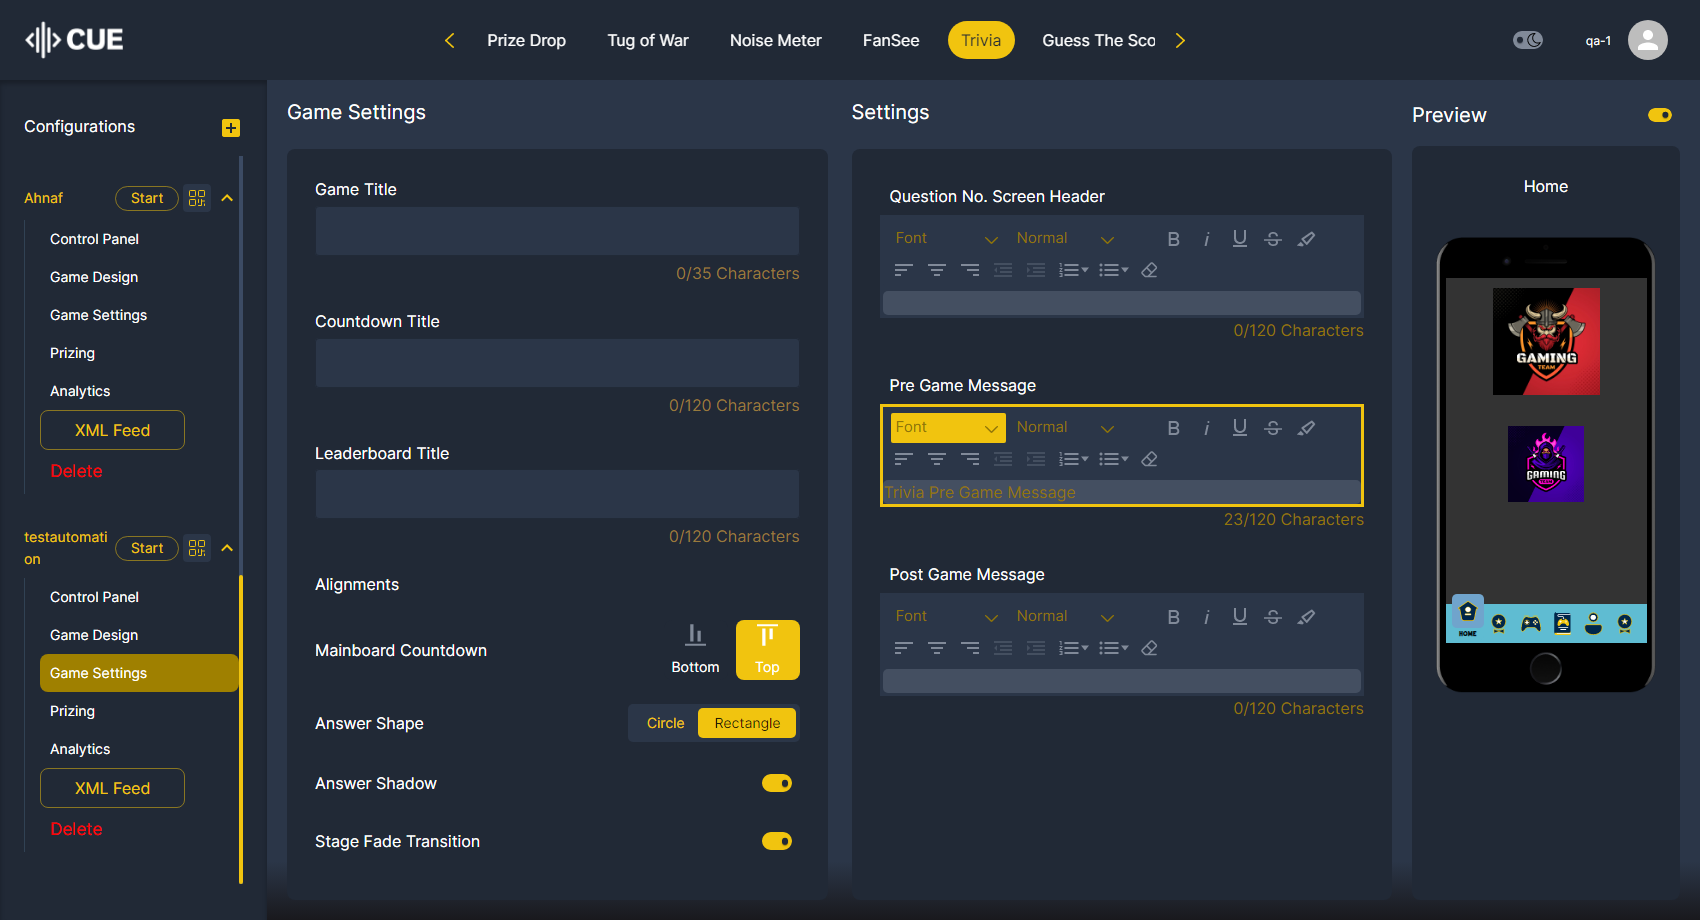 CUE
Prize Drop
Tug of War
Noise Meter
FanSee
Trivia
Guess The Sco
qa-1
Configurations
Ahnaf
Start
Control Panel
Game Design
Game Settings
Prizing
Analytics
XML Feed
Delete
testautomati
on
Start
Control Panel
Game Design
Game Settings
Prizing
Analytics
XML Feed
Delete
Game Settings
Game Title
0/35 Characters
Countdown Title
0/120 Characters
Leaderboard Title
0/120 Characters
Alignments
Mainboard Countdown
Bottom
Top
Answer Shape
Circle
Rectangle
Answer Shadow
Stage Fade Transition
Settings
Question No. Screen Header
Font
Normal
B i U S
0/120 Characters
Pre Game Message
Font
Normal
B i U S
Trivia Pre Game Message
23/120 Characters
Post Game Message
Font
Normal
B i U S
0/120 Characters
Preview
Home
GAMING
TEAM
GAMING
TEAM
HOME